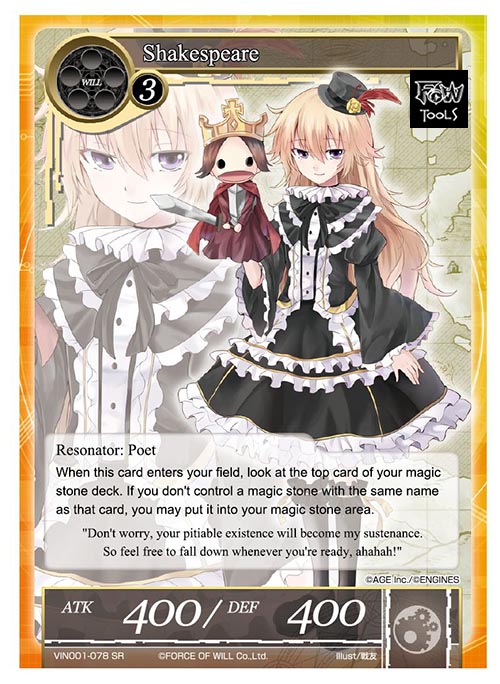 Shakespeare
WILL
3
FOW
TOOLS
Resonator: Poet
When this card enters your field, look at the top card of your magic
stone deck. If you don't control a magic stone with the same name
as that card, you may put it into your magic stone area.
"Don't worry, your pitiable existence will become my sustenance.
So feel free to fall down whenever you're ready, ahahah!"
©AGE Inc./©ENGINES
ATK 400/ DEF 400
VIN001-078 SR ©FORCE OF WILL Co.,Ltd. Illust/戦友